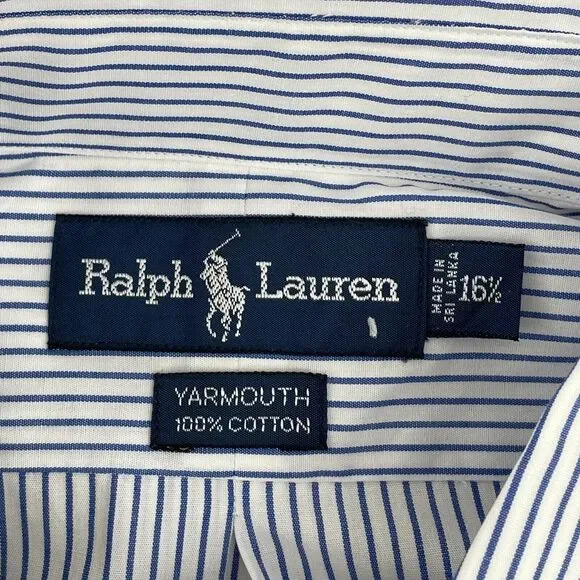 Ralph Lauren
MADE IN
SRI LANKA
16½
YARMOUTH
100% COTTON